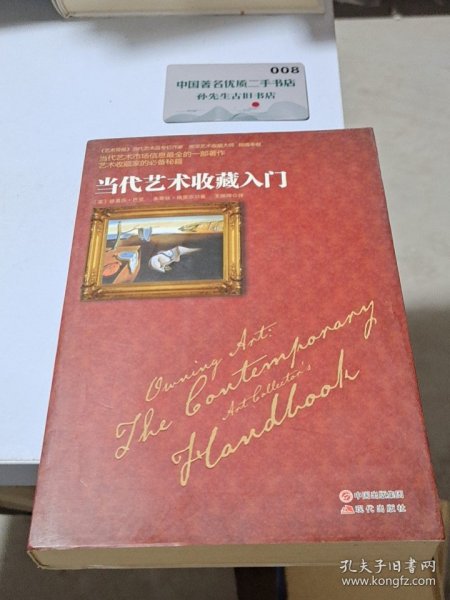 008
中国著名优质二手书店
孙先生古旧书店
当代艺术市场信息最全的一部著作
艺术收藏家的必备秘籍
当代艺术收藏入门
Owning Art:
The Contemporary
Art Collector's
Handbook
中国出版集团
现代出版社
孔夫子旧书网
www.kongfz.com